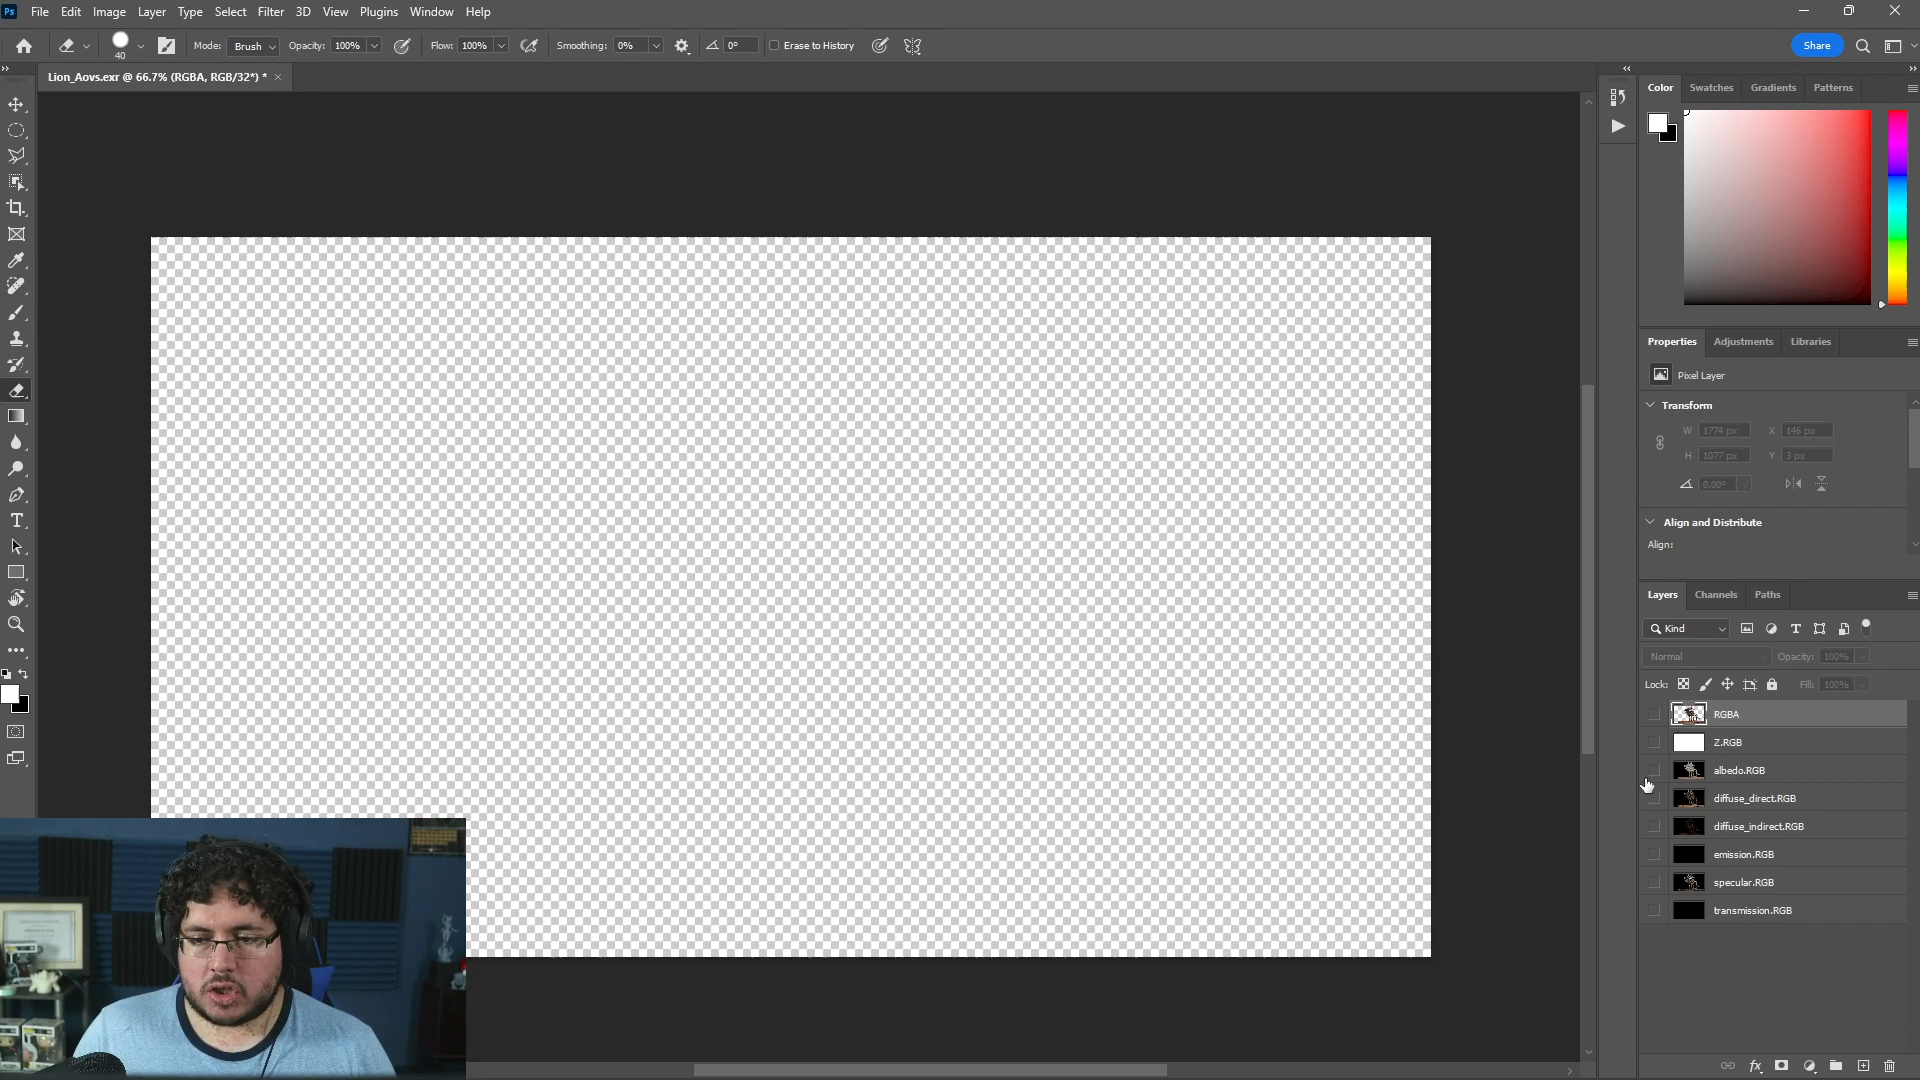 Ps File Edit Image Layer Type Select Filter 3D View Plugins Window Help
40 Mode: Brush Opacity: 100% Flow: 100% Smoothing: 0% 0° Erase to History Share
Lion_Aovs.exr @ 66.7% (RGBA, RGB/32*) * ×
Color Swatches Gradients Patterns
Properties Adjustments Libraries
Pixel Layer
Transform
W 1774 px X 146 px
H 1077 px Y 3 px
0.00°
Align and Distribute
Align:
Layers Channels Paths
Kind
Normal Opacity: 100%
Lock: Fill: 100%
RGBA
Z.RGB
albedo.RGB
diffuse_direct.RGB
diffuse_indirect.RGB
emission.RGB
specular.RGB
transmission.RGB